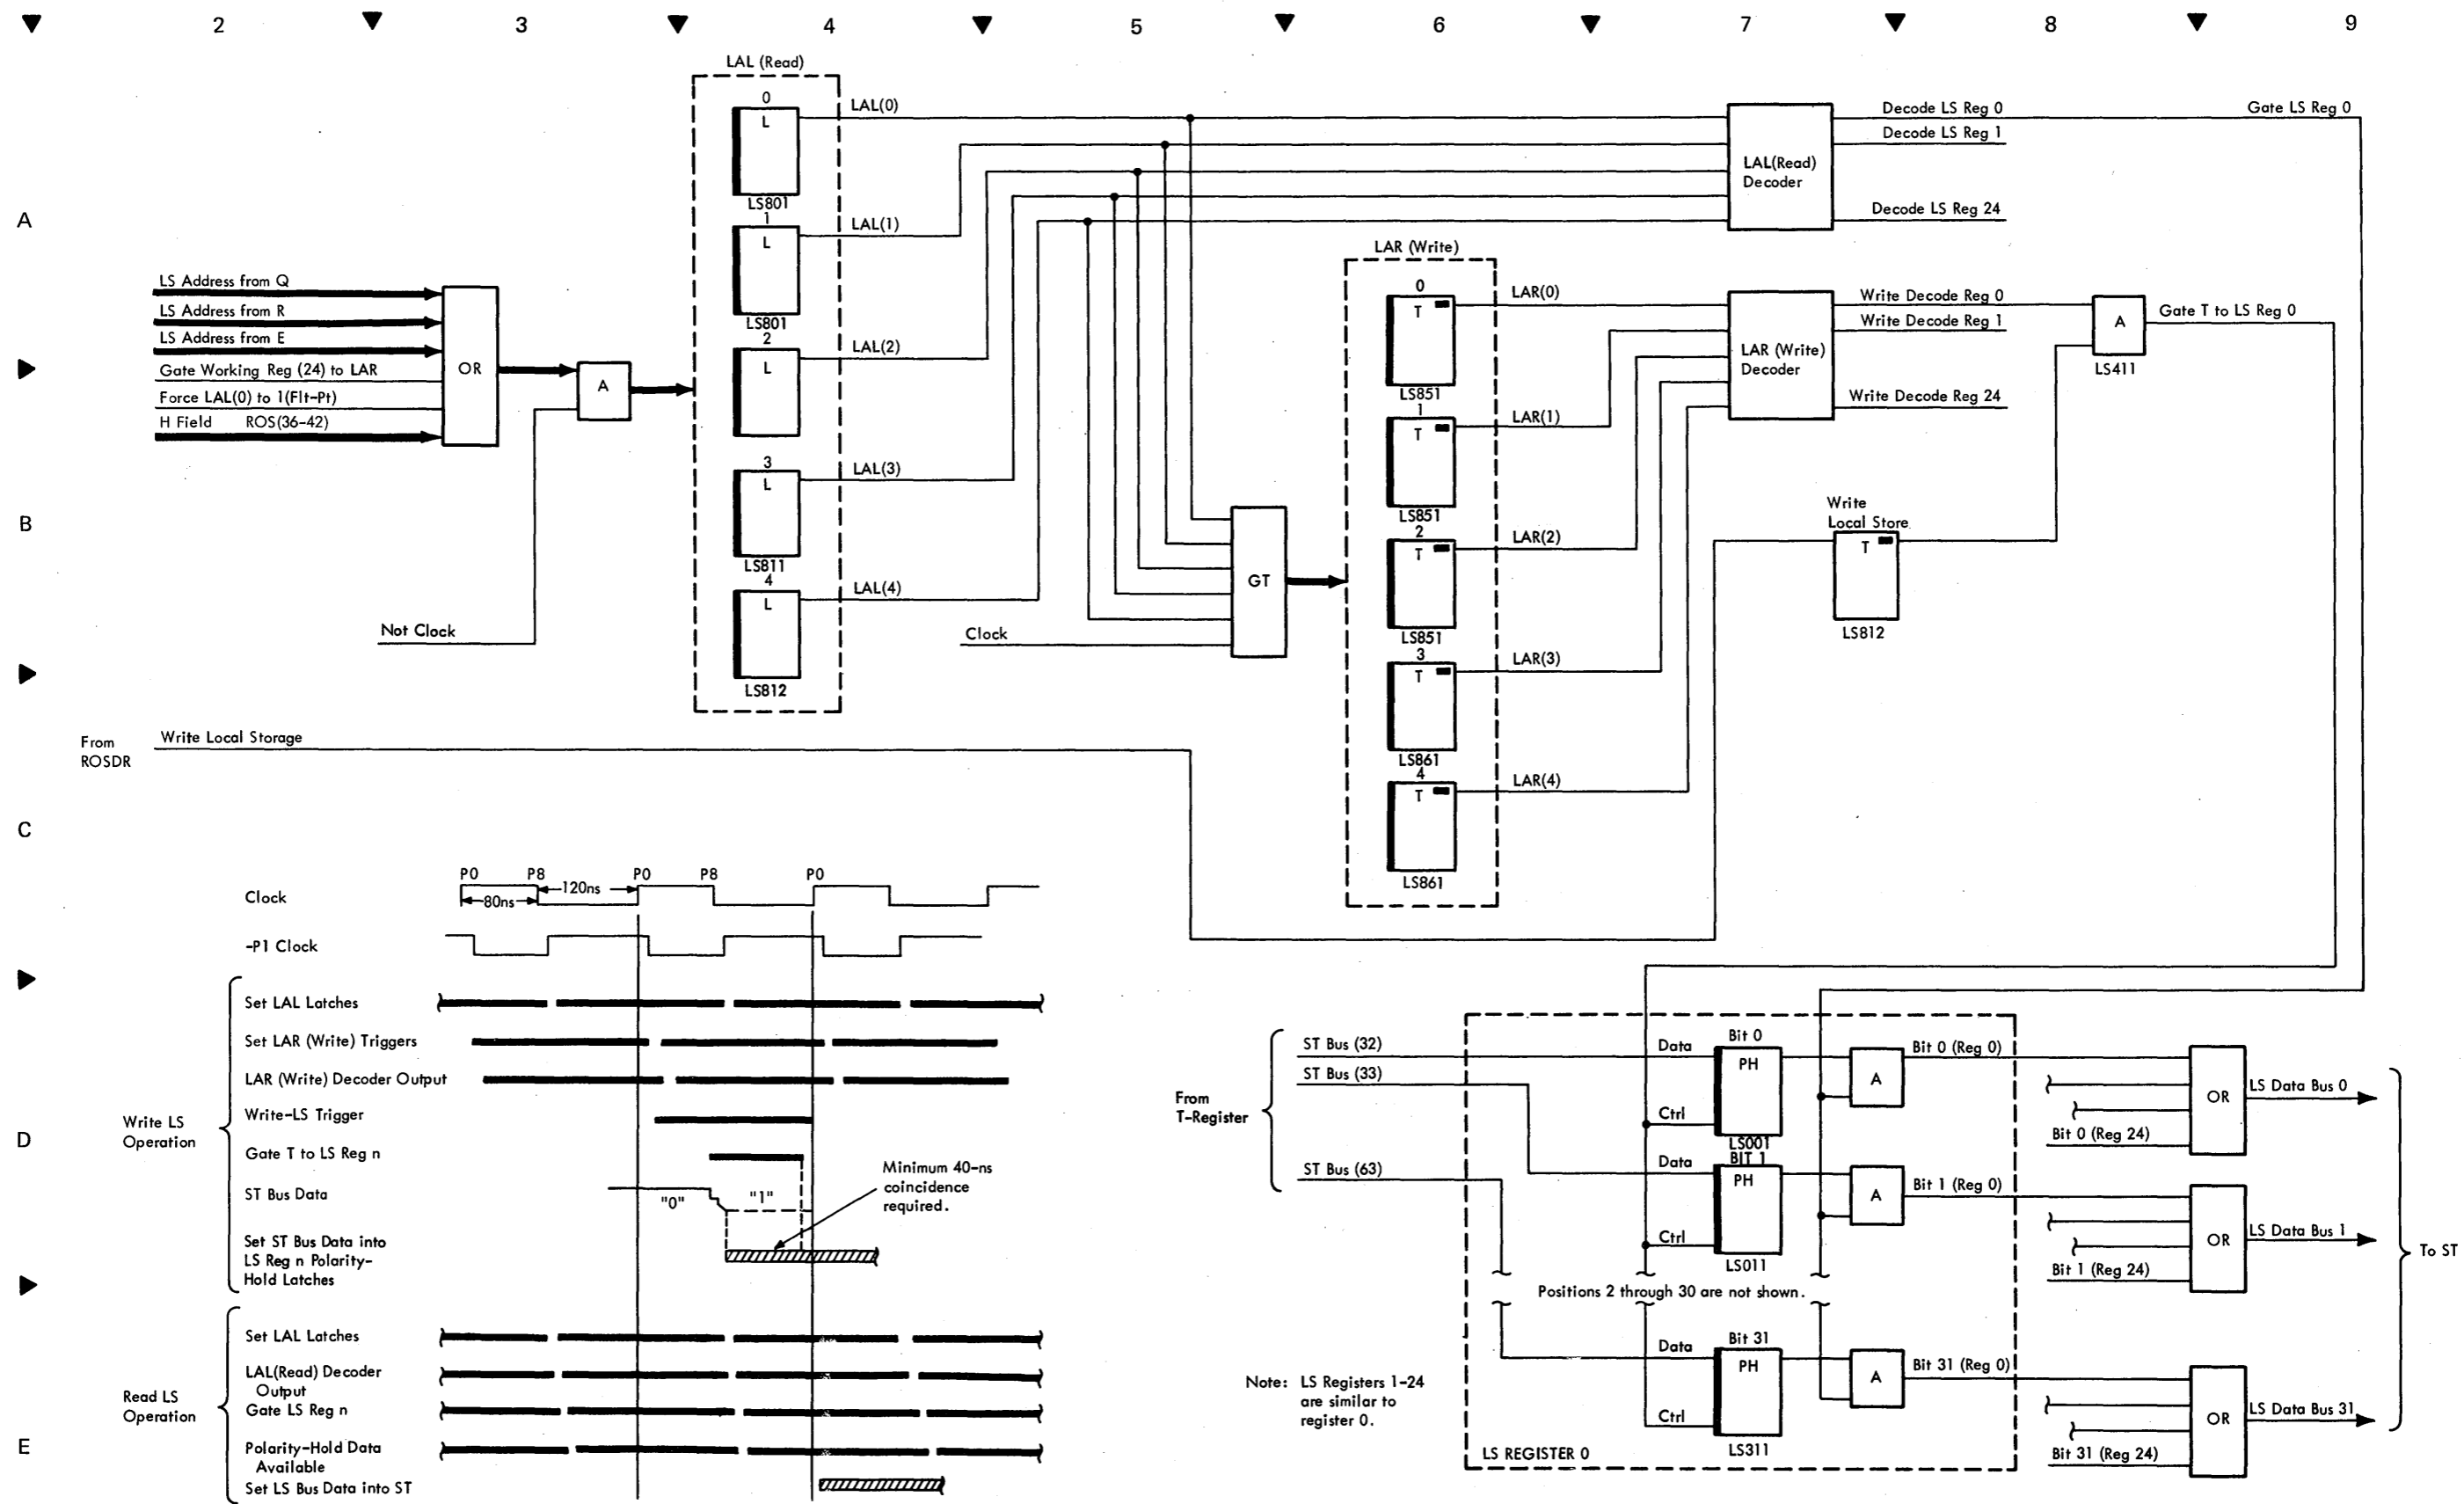 2 3 4 5 6 7 8 9
A
B
C
D
E
LAL (Read)
0
L
LS801
1
L
LS801
2
L
3
L
LS811
4
L
LS812
LAL(0)
LAL(1)
LAL(2)
LAL(3)
LAL(4)
LS Address from Q
LS Address from R
LS Address from E
Gate Working Reg (24) to LAR
Force LAL(0) to 1(Flt-Pt)
H Field ROS(36-42)
OR
A
Not Clock
Clock
GT
LAL(Read)
Decoder
Decode LS Reg 0
Decode LS Reg 1
Decode LS Reg 24
Gate LS Reg 0
LAR (Write)
0
T
LS851
1
T
LS851
2
T
LS851
3
T
LS861
4
T
LS861
LAR(0)
LAR(1)
LAR(2)
LAR(3)
LAR(4)
LAR (Write)
Decoder
Write Decode Reg 0
Write Decode Reg 1
Write Decode Reg 24
A
LS411
Gate T to LS Reg 0
Write
Local Store
T
LS812
From
ROSDR
Write Local Storage
P0 P8 P0 P8 P0
80ns
120ns
Clock
-P1 Clock
Write LS
Operation
Set LAL Latches
Set LAR (Write) Triggers
LAR (Write) Decoder Output
Write-LS Trigger
Gate T to LS Reg n
ST Bus Data
"0"
"1"
Minimum 40-ns
coincidence
required.
Set ST Bus Data into
LS Reg n Polarity-
Hold Latches
Read LS
Operation
Set LAL Latches
LAL(Read) Decoder
Output
Gate LS Reg n
Polarity-Hold Data
Available
Set LS Bus Data into ST
From
T-Register
ST Bus (32)
ST Bus (33)
ST Bus (63)
Data
Bit 0
PH
Ctrl
LS001
A
Bit 0 (Reg 0)
Data
BIT 1
PH
Ctrl
LS011
A
Bit 1 (Reg 0)
Positions 2 through 30 are not shown.
Data
Bit 31
PH
Ctrl
LS311
A
Bit 31 (Reg 0)
LS REGISTER 0
Note: LS Registers 1-24
are similar to
register 0.
Bit 0 (Reg 24)
OR
LS Data Bus 0
Bit 1 (Reg 24)
OR
LS Data Bus 1
Bit 31 (Reg 24)
OR
LS Data Bus 31
To ST